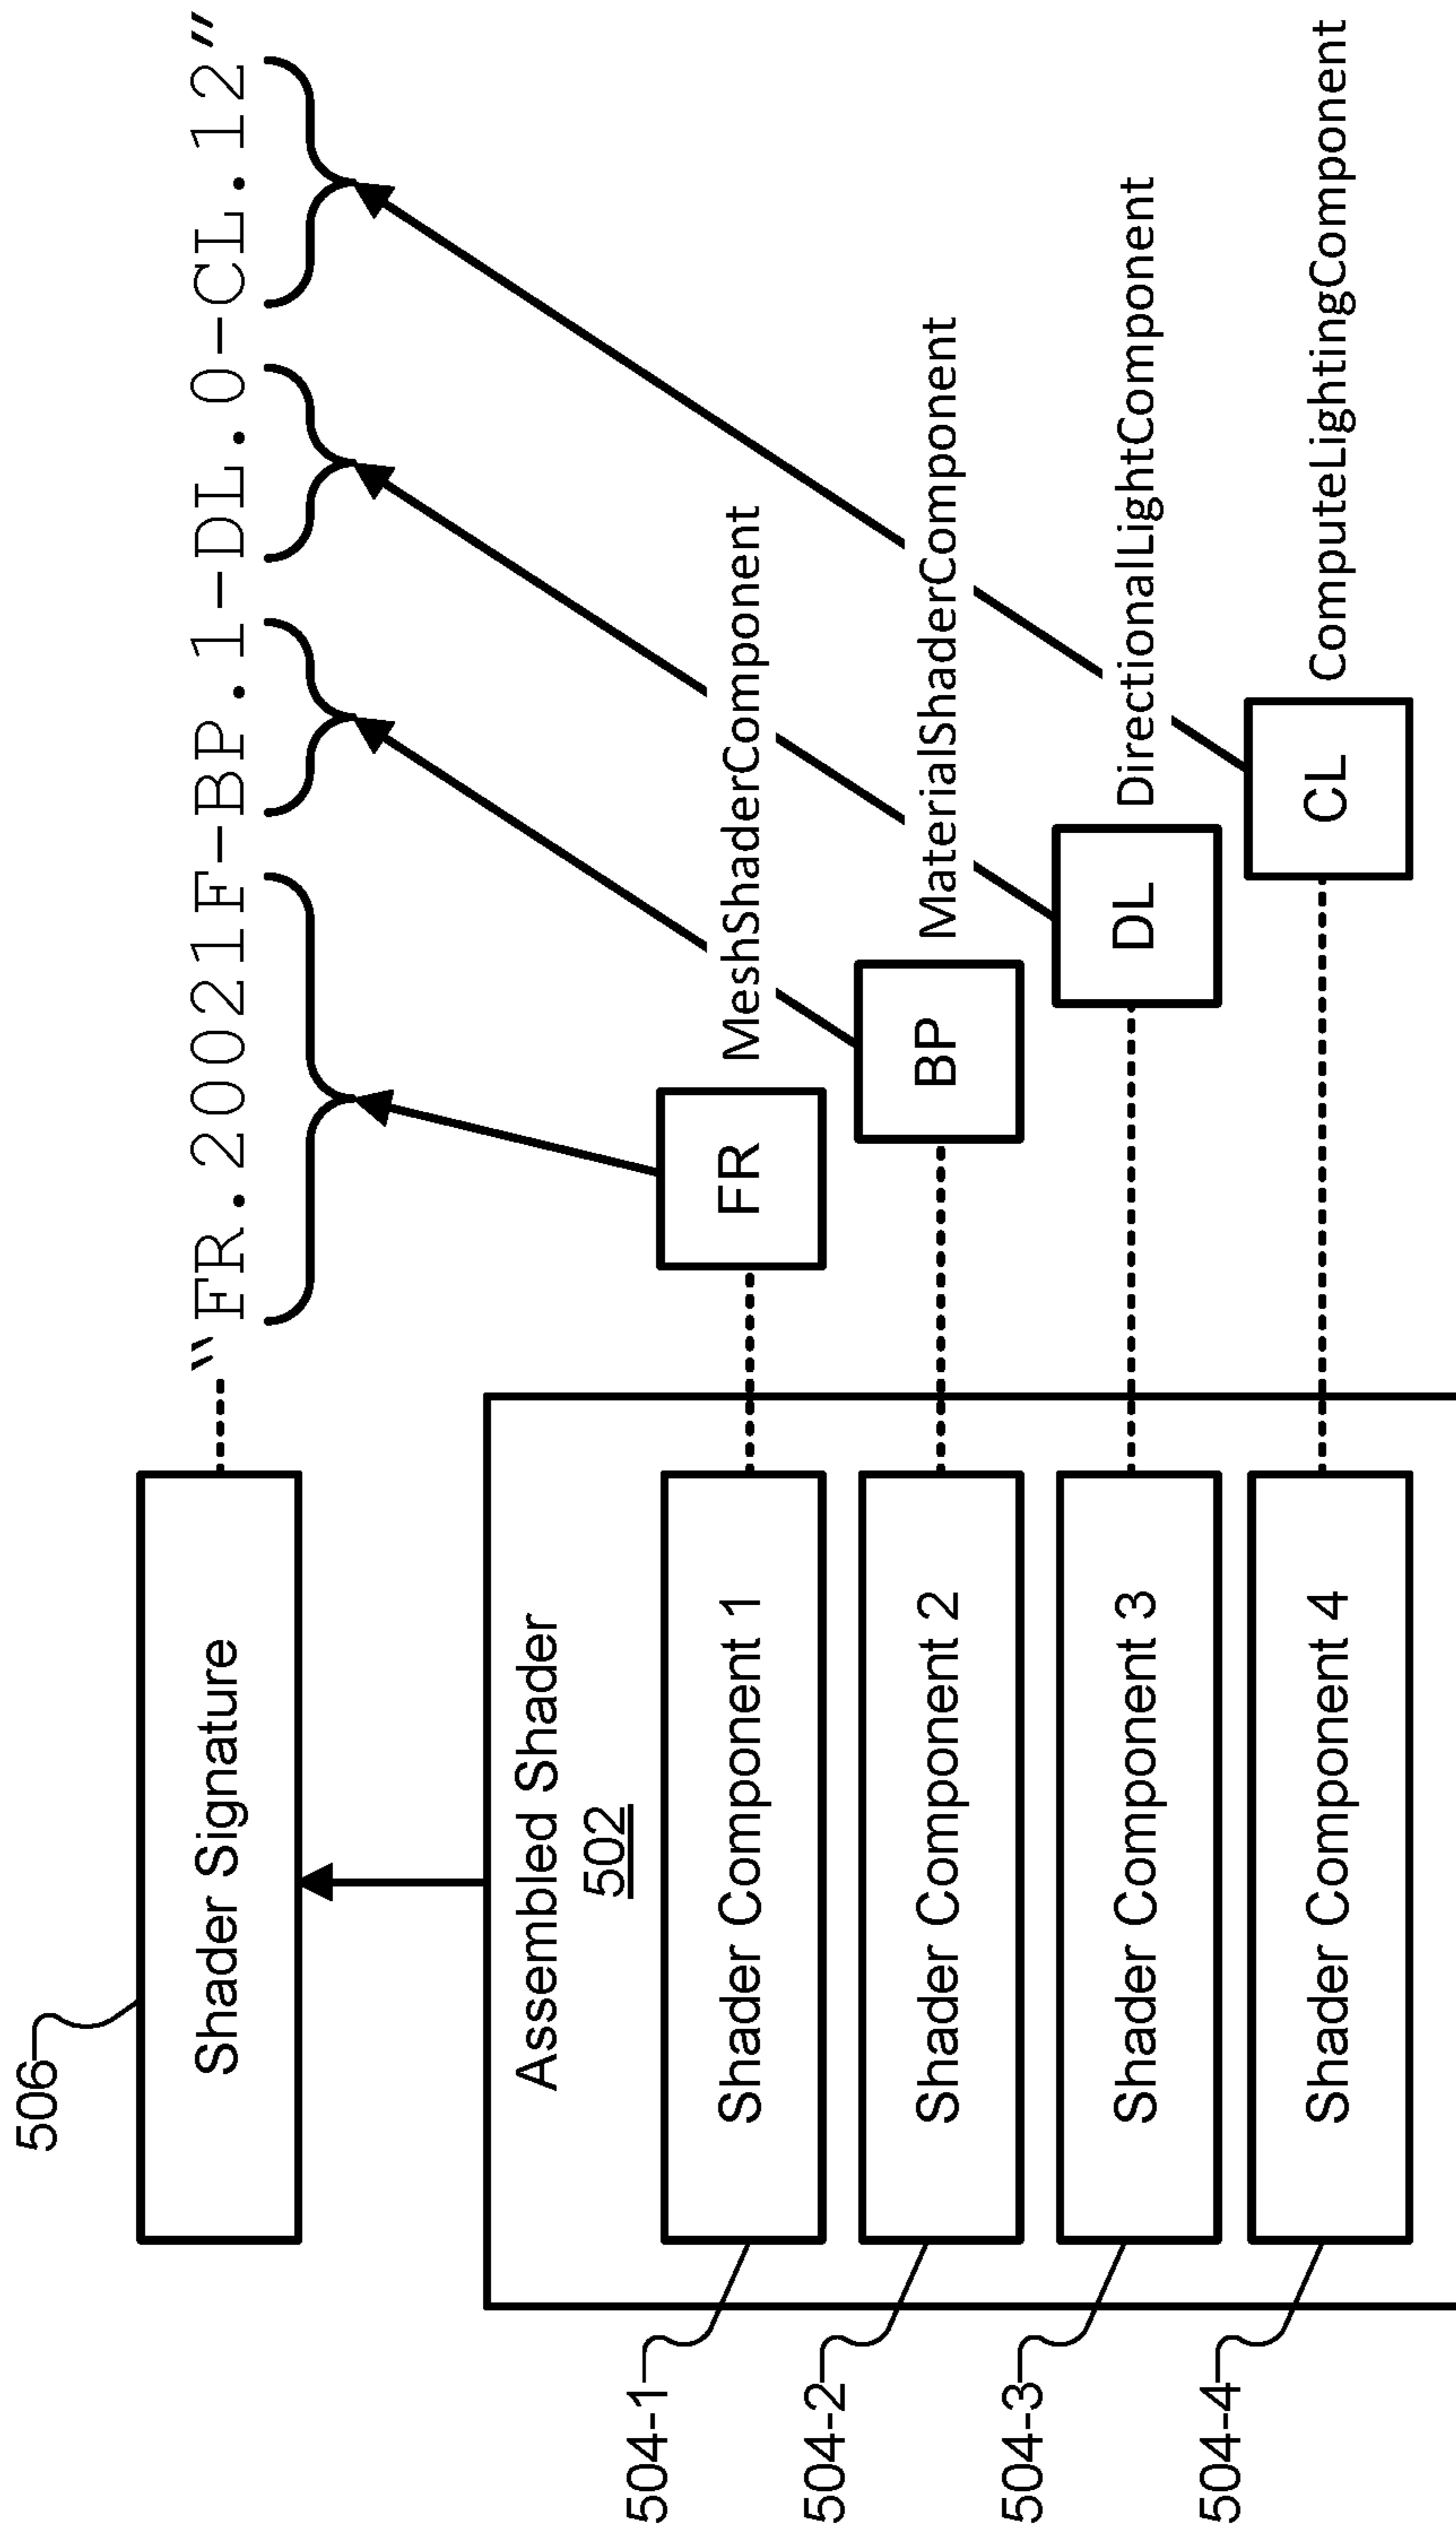 506
Shader Signature
“FR.20021F-BP.1-DL.0-CL.12”
Assembled Shader
502
504-1
Shader Component 1
FR
MeshShaderComponent
504-2
Shader Component 2
BP
MaterialShaderComponent
504-3
Shader Component 3
DL
DirectionalLightComponent
504-4
Shader Component 4
CL
ComputeLightingComponent